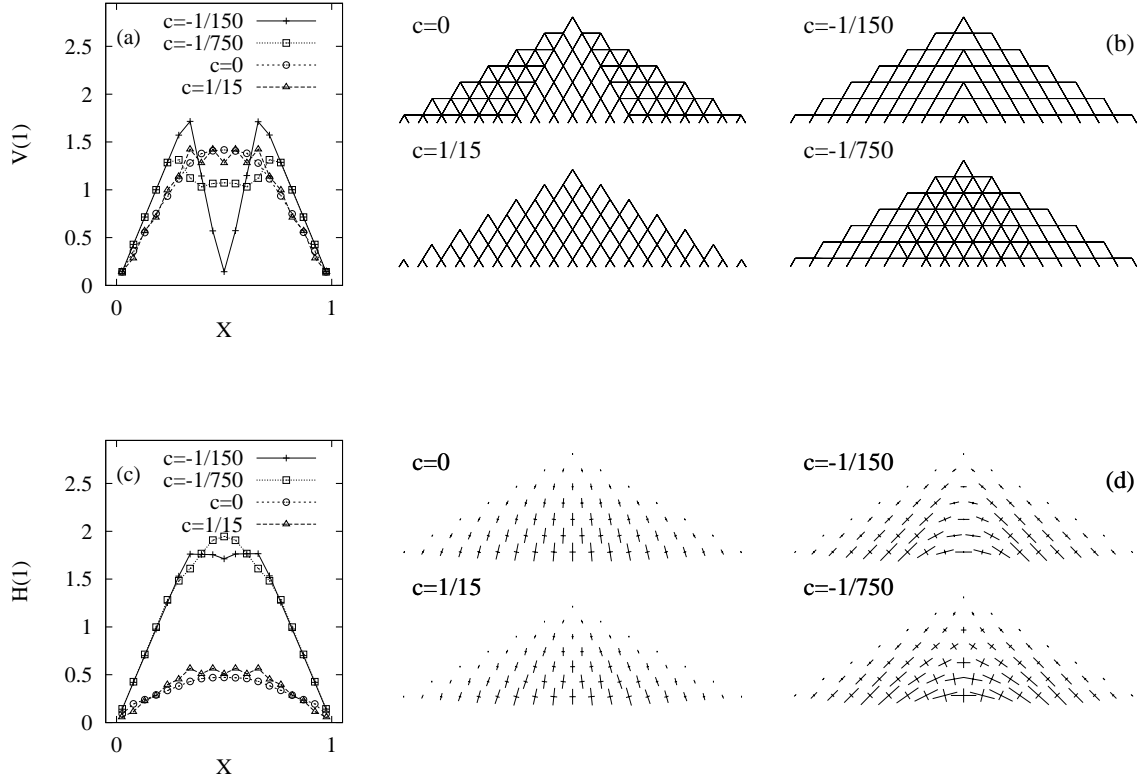 (a)
c=-1/150
c=-1/750
c=0
c=1/15
V(1)
2.5
2
1.5
1
0.5
0
0
1
X
(b)
c=0
c=-1/150
c=1/15
c=-1/750
(c)
c=-1/150
c=-1/750
c=0
c=1/15
H(1)
2.5
2
1.5
1
0.5
0
0
1
X
(d)
c=0
c=-1/150
c=1/15
c=-1/750